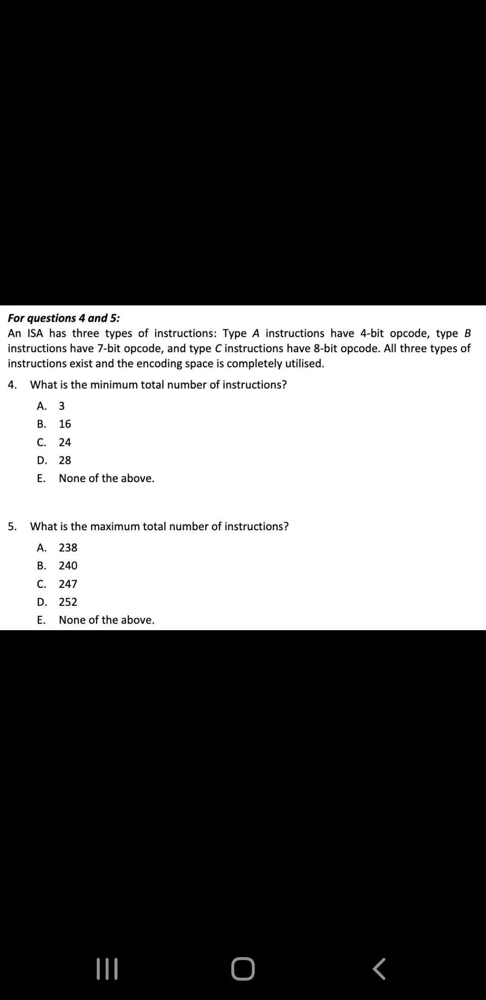 For questions 4 and 5:
An ISA has three types of instructions: Type A instructions have 4-bit opcode, type B
instructions have 7-bit opcode, and type C instructions have 8-bit opcode. All three types of
instructions exist and the encoding space is completely utilised.
4. What is the minimum total number of instructions?
A. 3
B. 16
C. 24
D. 28
E. None of the above.
5. What is the maximum total number of instructions?
A. 238
B. 240
C. 247
D. 252
E. None of the above.